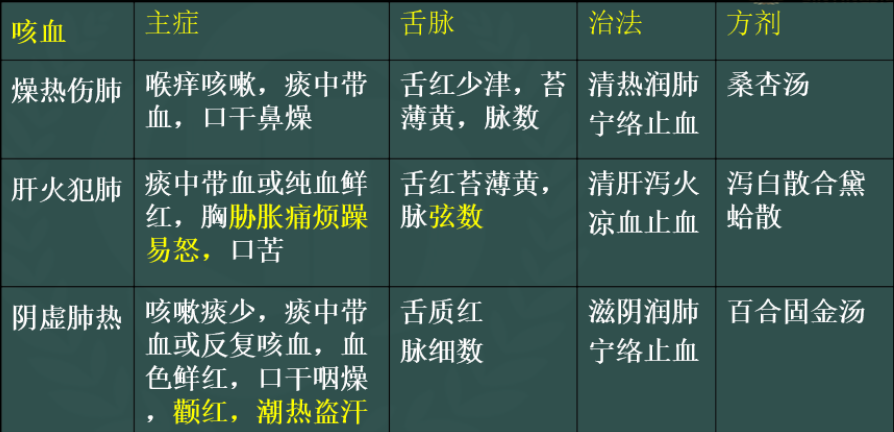 咳血
主症
舌脉
治法
方剂
燥热伤肺
喉痒咳嗽，痰中带
血，口干鼻燥
舌红少津，苔
薄黄，脉数
清热润肺
宁络止血
桑杏汤
肝火犯肺
痰中带血或纯血鲜
红，胸胁胀痛烦躁
易怒，口苦
舌红苔薄黄，
脉弦数
清肝泻火
凉血止血
泻白散合黛
蛤散
阴虚肺热
咳嗽痰少，痰中带
血或反复咳血，血
色鲜红，口干咽燥
，颧红，潮热盗汗
舌质红
脉细数
滋阴润肺
宁络止血
百合固金汤